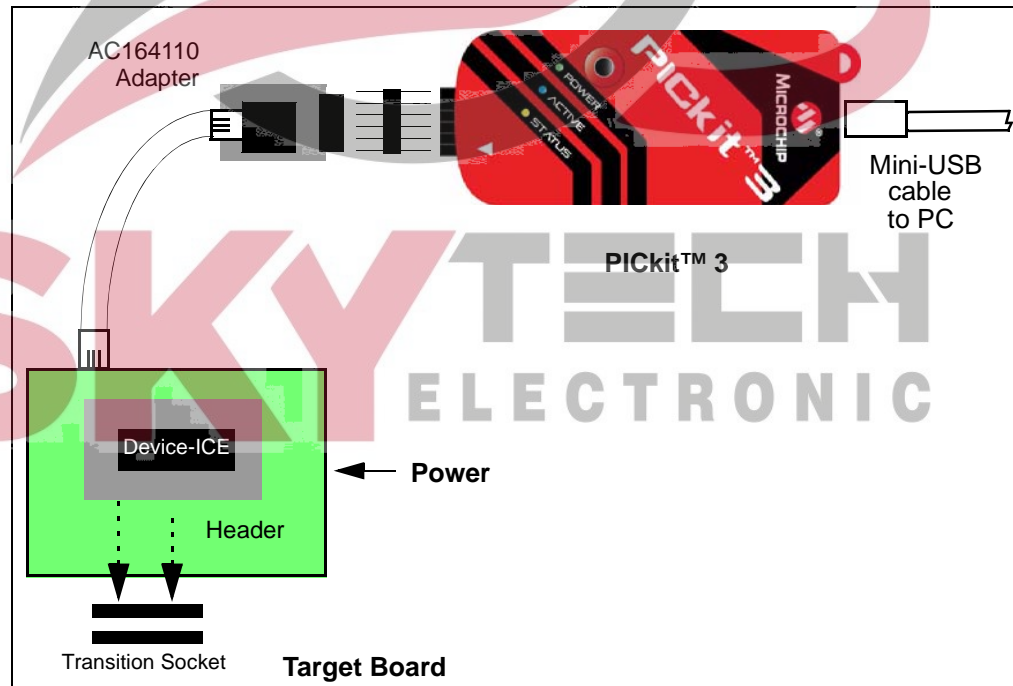 AC164110
Adapter
POWER
ACTIVE
STATUS
PICkit™ 3
MICROCHIP
Mini-USB
cable
to PC
PICkit™ 3
SKYTECH
ELECTRONIC
Device-ICE
Power
Header
Transition Socket
Target Board